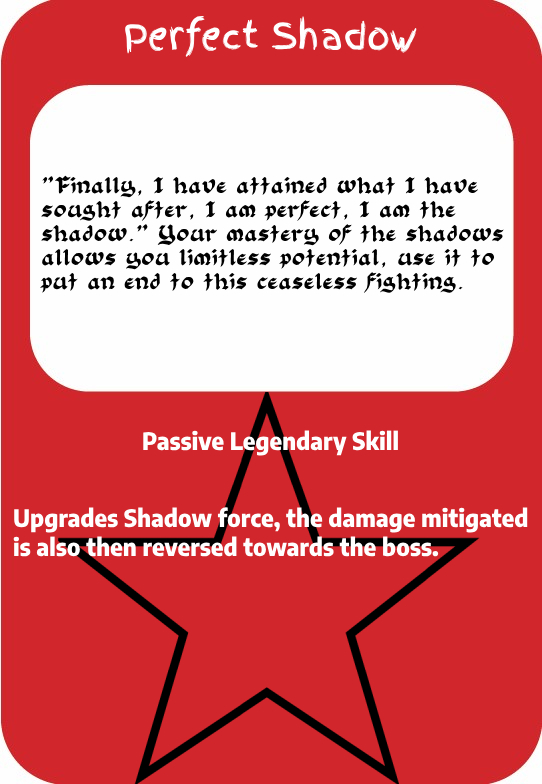 Perfect Shadow
"Finally, I have attained what I have
sought after, I am perfect, I am the
shadow." Your mastery of the shadows
allows you limitless potential, use it to
put an end to this ceaseless fighting.
Passive Legendary Skill
Upgrades Shadow force, the damage mitigated
is also then reversed towards the boss.